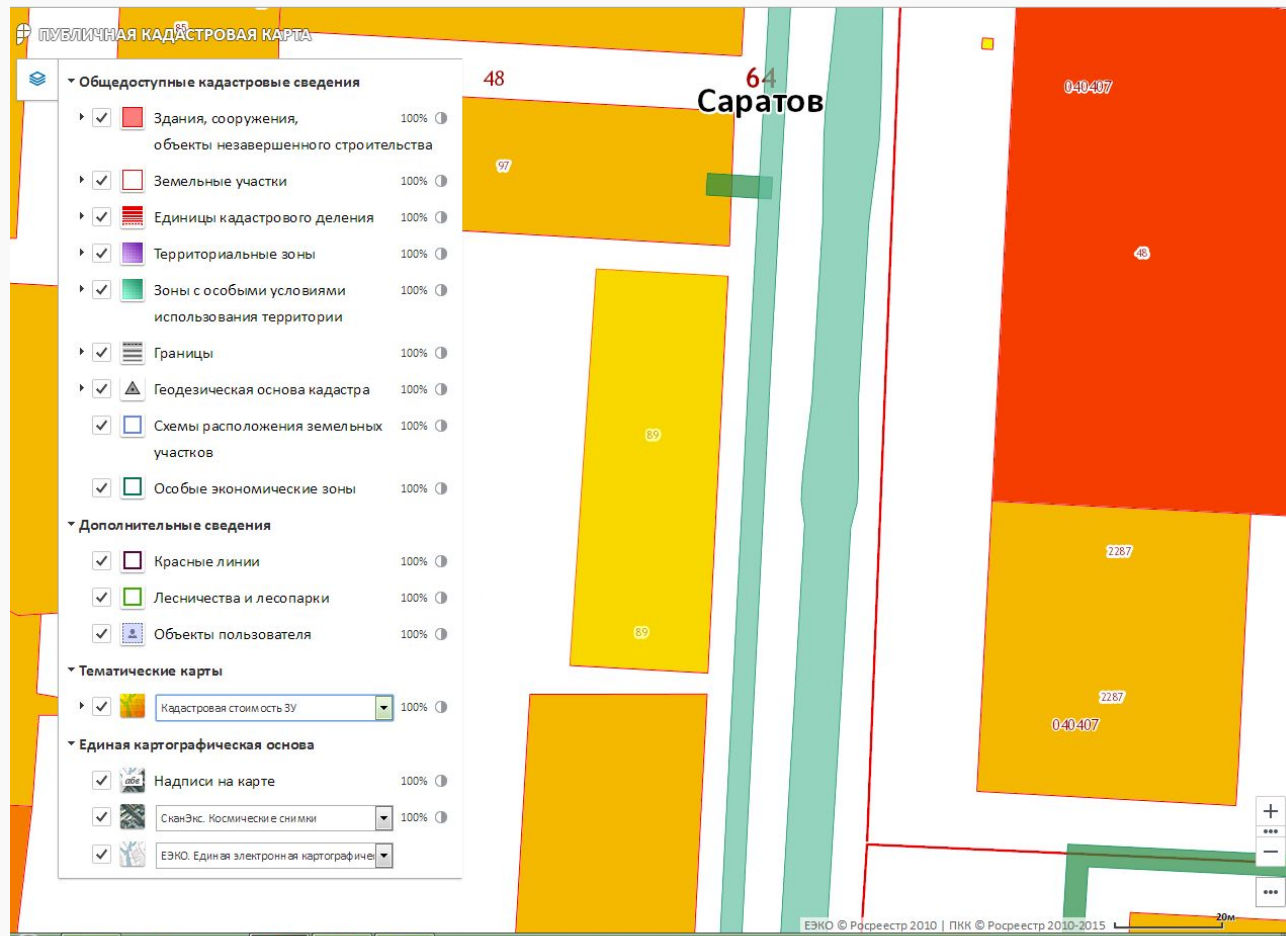 85
ПУБЛИЧНАЯ КАДАСТРОВАЯ КАРТА
Общедоступные кадастровые сведения
Здания, сооружения,
объекты незавершенного строительства
100%
Земельные участки 100%
Единицы кадастрового деления 100%
Территориальные зоны 100%
Зоны с особыми условиями
использования территории
100%
Границы 100%
Геодезическая основа кадастра 100%
Схемы расположения земельных
участков
100%
Особые экономические зоны 100%
Дополнительные сведения
Красные линии 100%
Лесничества и лесопарки 100%
Объекты пользователя 100%
Тематические карты
Кадастровая стоимость ЗУ 100%
Единая картографическая основа
абв Надписи на карте 100%
СканЭкс. Космические снимки 100%
ЕЭКО. Единая электронная картографичес
48
64
Саратов
040407
97
48
89
2287
89
2287
040407
20м
ЕЭКО © Росреестр 2010 | ПКК © Росреестр 2010-2015